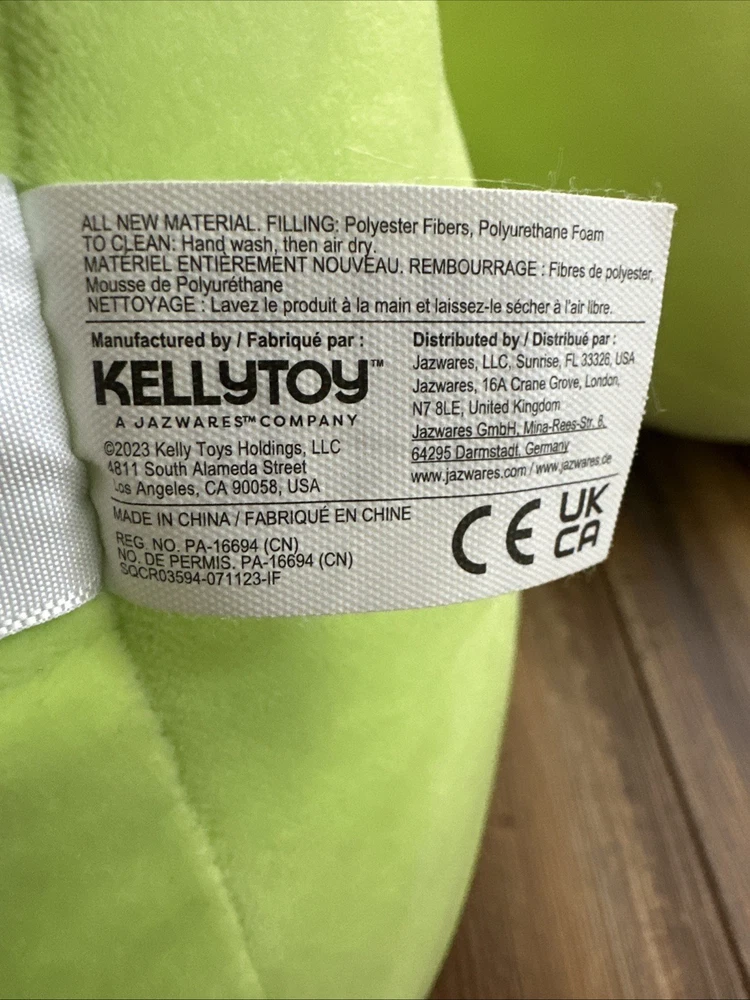 ALL NEW MATERIAL. FILLING: Polyester Fibers, Polyurethane Foam
TO CLEAN: Hand wash, then air dry.
MATÉRIEL ENTIÈREMENT NOUVEAU. REMBOURRAGE : Fibres de polyester,
Mousse de Polyuréthane
NETTOYAGE : Lavez le produit à la main et laissez-le sécher à l'air libre.
Manufactured by / Fabriqué par :
KELLYTOY™
A JAZWARES™ COMPANY
©2023 Kelly Toys Holdings, LLC
4811 South Alameda Street
Los Angeles, CA 90058, USA
Distributed by / Distribué par :
Jazwares, LLC, Sunrise, FL 33326, USA
Jazwares, 16A Crane Grove, London,
N7 8LE, United Kingdom
Jazwares GmbH, Mina-Rees-Str. 8,
64295 Darmstadt, Germany
www.jazwares.com / www.jazwares.de
MADE IN CHINA / FABRIQUÉ EN CHINE
REG. NO. PA-16694 (CN)
NO. DE PERMIS. PA-16694 (CN)
SQCR03594-071123-IF
CE
UK
CA